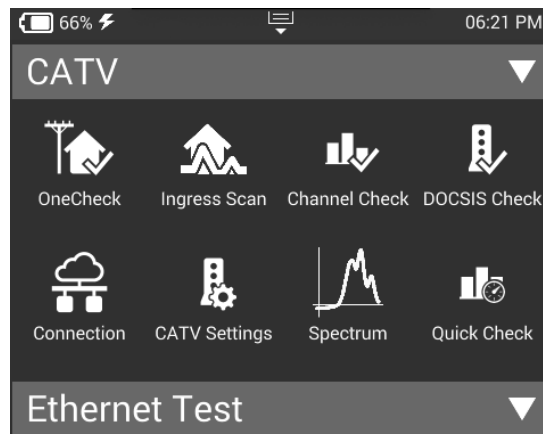 66% 06:21 PM
CATV
OneCheck Ingress Scan Channel Check DOCSIS Check
Connection CATV Settings Spectrum Quick Check
Ethernet Test